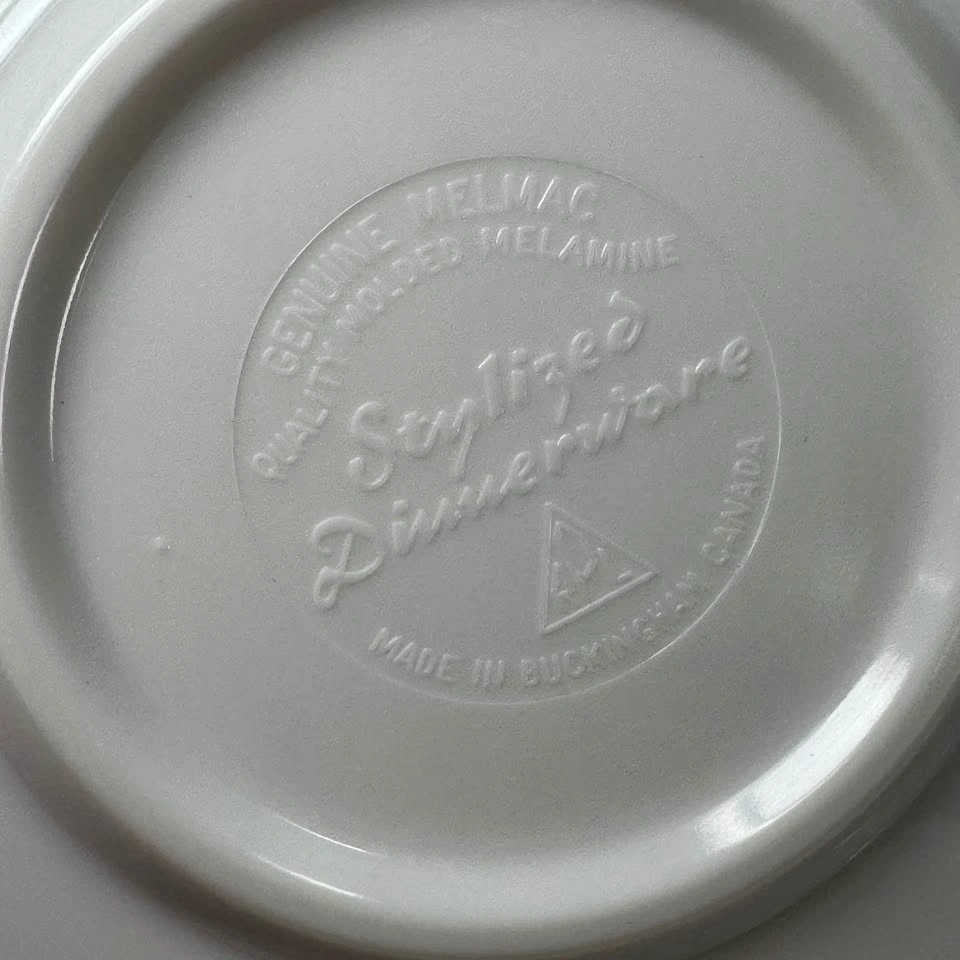 GENUINE MELMAC
QUALITY MOLDED MELAMINE
Stylized
Dinnerware
MADE IN BUCKINGHAM CANADA